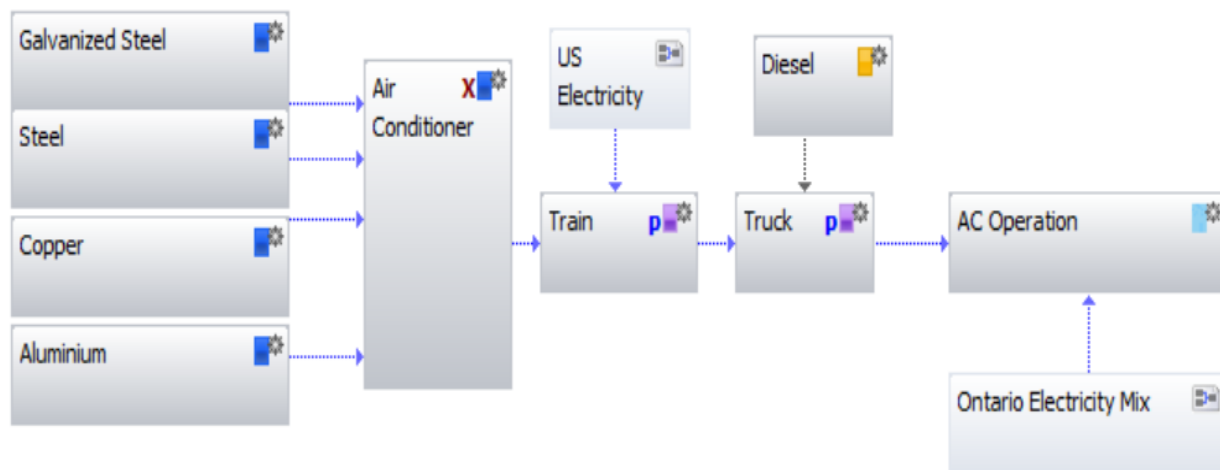 Galvanized Steel
Steel
Copper
Aluminium
Air X
Conditioner
US
Electricity
Train p
Diesel
Truck p
AC Operation
Ontario Electricity Mix